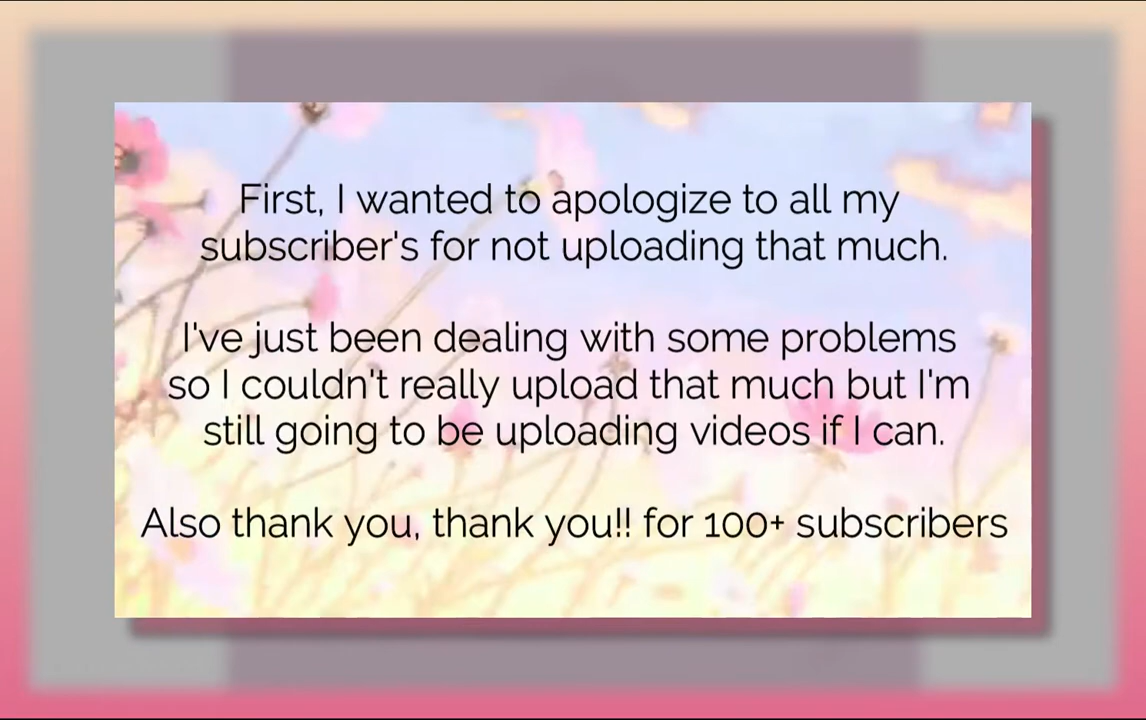 First, I wanted to apologize to all my
subscriber's for not uploading that much.
I've just been dealing with some problems
so I couldn't really upload that much but I'm
still going to be uploading videos if I can.
Also thank you, thank you!! for 100+ subscribers